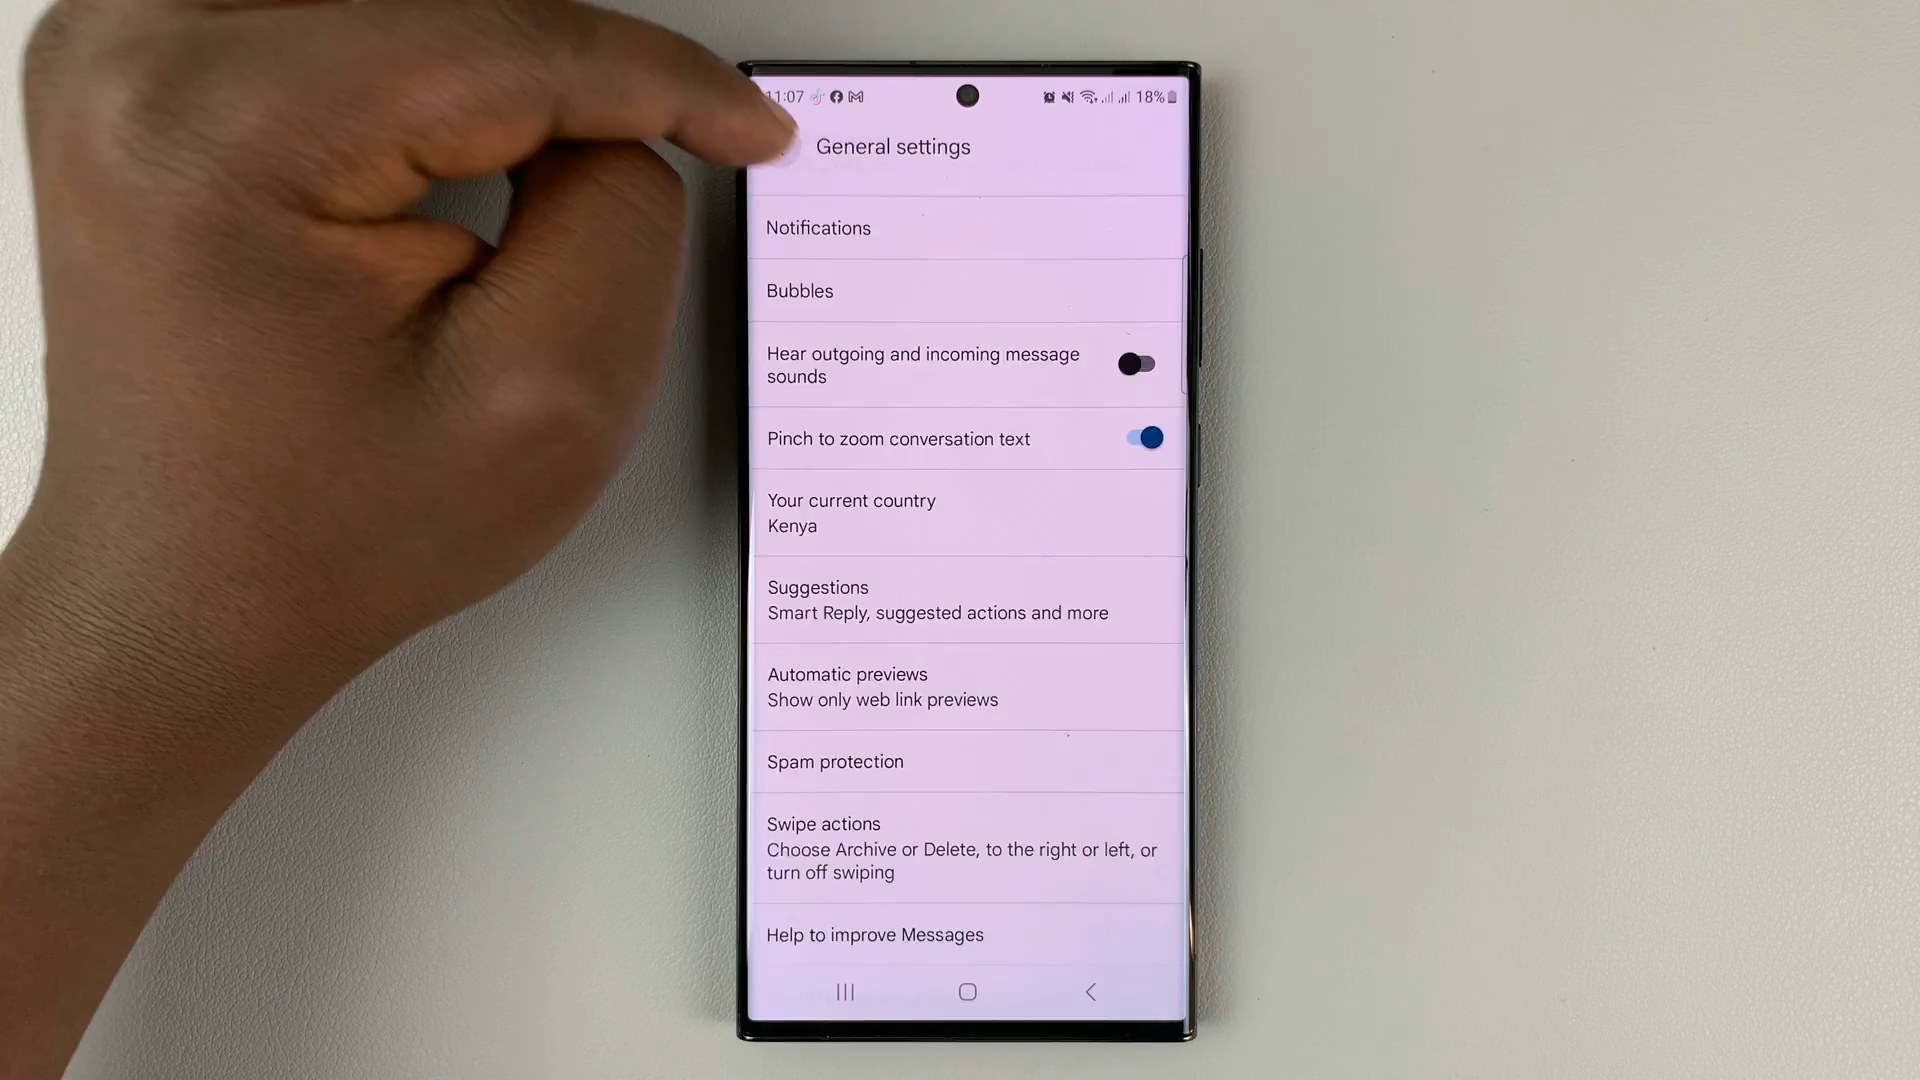 11:07 18%
General settings
Notifications
Bubbles
Hear outgoing and incoming message
sounds
Pinch to zoom conversation text
Your current country
Kenya
Suggestions
Smart Reply, suggested actions and more
Automatic previews
Show only web link previews
Spam protection
Swipe actions
Choose Archive or Delete, to the right or left, or
turn off swiping
Help to improve Messages